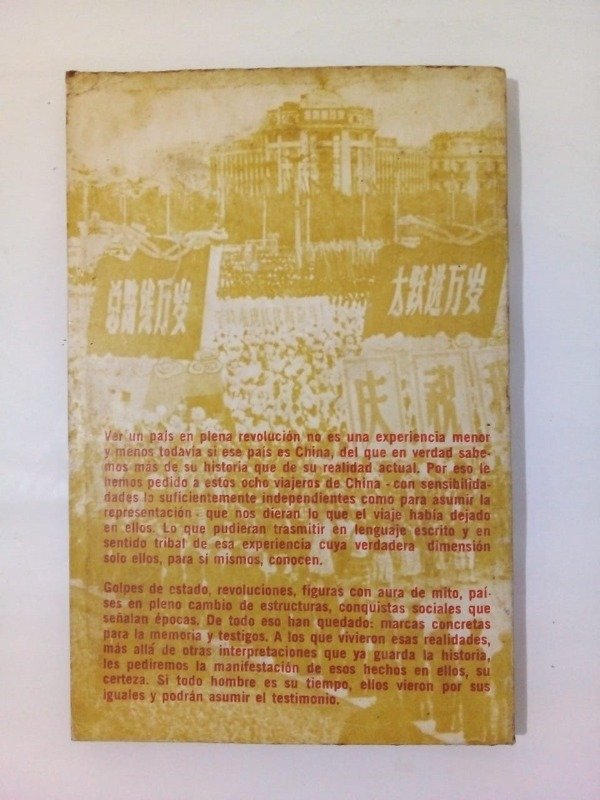 总路线万岁
大跃进万岁
庆 祝
Ver un país en plena revolución no es una experiencia menor
y menos todavía si ese país es China, del que en verdad sabe-
mos más de su historia que de su realidad actual. Por eso le
hemos pedido a estos ocho viajeros de China - con sensibilida-
dades lo suficientemente independientes como para asumir la
representación - que nos dieran lo que el viaje había dejado
en ellos. Lo que pudieran trasmitir en lenguaje escrito y en
sentido tribal de esa experiencia cuya verdadera dimensión
solo ellos, para sí mismos, conocen.
Golpes de estado, revoluciones, figuras con aura de mito, paí-
ses en pleno cambio de estructuras, conquistas sociales que
señalan épocas. De todo eso han quedado: marcas concretas
para la memoria y testigos. A los que vivieron esas realidades,
más allá de otras interpretaciones que ya guarda la historia,
les pediremos la manifestación de esos hechos en ellos, su
certeza. Si todo hombre es su tiempo, ellos vieron por sus
iguales y podrán asumir el testimonio.